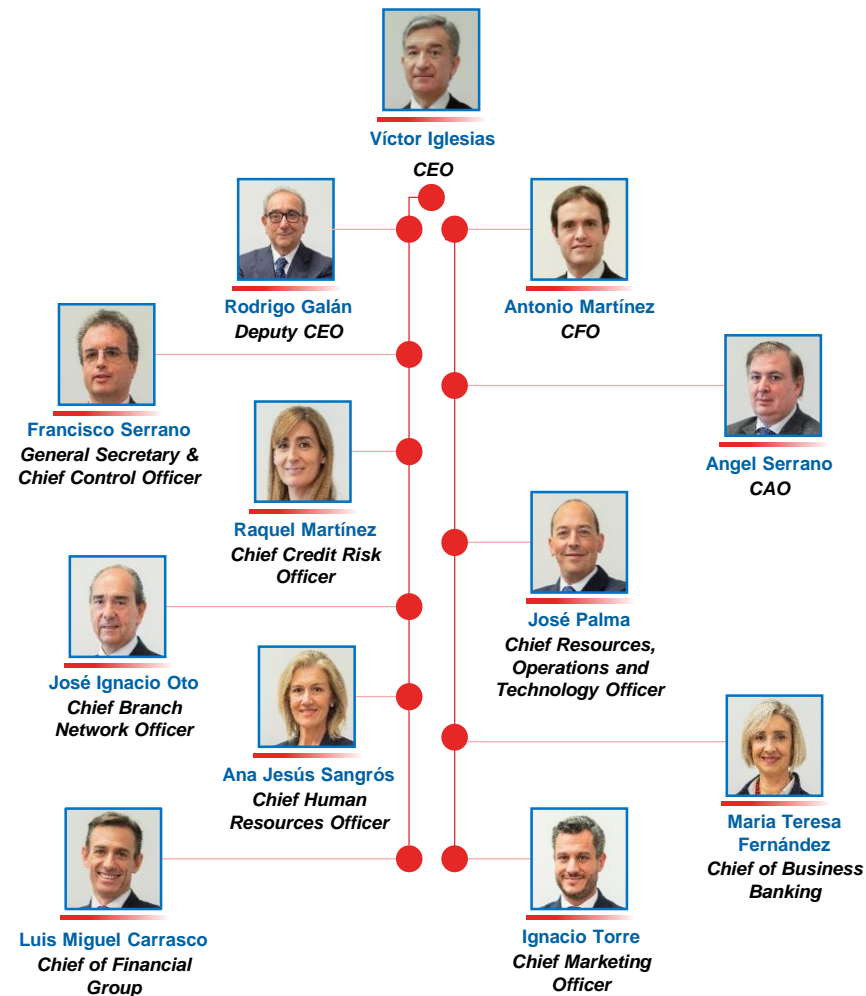 Víctor Iglesias
CEO
Rodrigo Galán
Deputy CEO
Antonio Martínez
CFO
Francisco Serrano
General Secretary &
Chief Control Officer
Angel Serrano
CAO
Raquel Martínez
Chief Credit Risk
Officer
José Palma
Chief Resources,
Operations and
Technology Officer
José Ignacio Oto
Chief Branch
Network Officer
Ana Jesús Sangrós
Chief Human
Resources Officer
Maria Teresa
Fernández
Chief of Business
Banking
Luis Miguel Carrasco
Chief of Financial
Group
Ignacio Torre
Chief Marketing
Officer